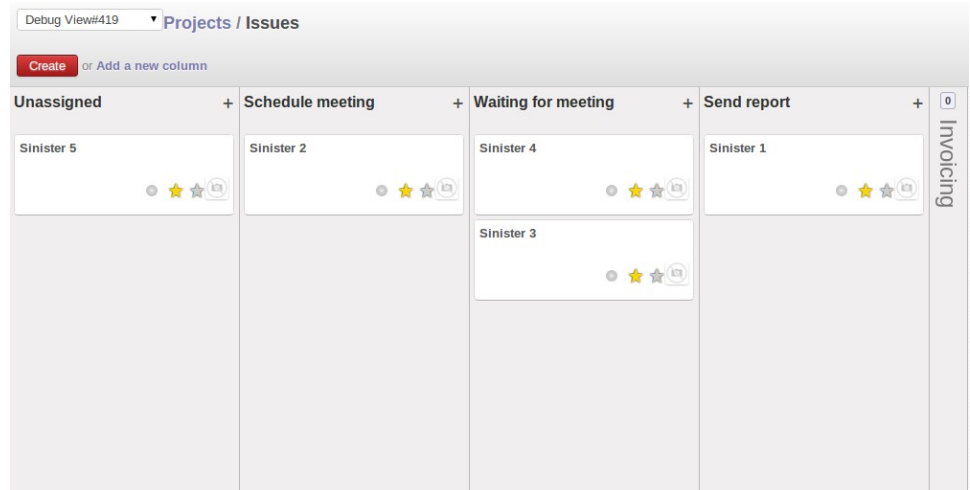 Debug View#419
Projects / Issues
Create or Add a new column
Unassigned +
Sinister 5
Schedule meeting +
Sinister 2
Waiting for meeting +
Sinister 4
Sinister 3
Send report +
Sinister 1
0
Invoicing